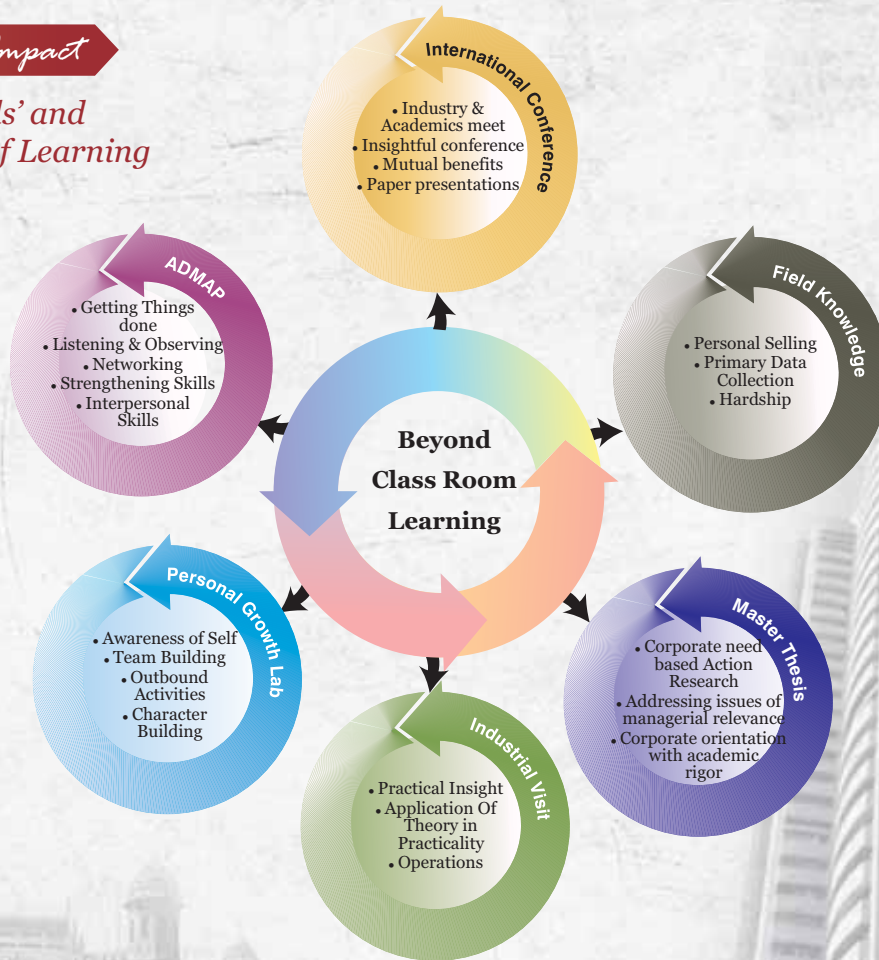 Impact
s' and
f Learning
International Conference
• Industry &
Academics meet
• Insightful conference
• Mutual benefits
• Paper presentations
ADMAP
• Getting Things
done
• Listening & Observing
• Networking
• Strengthening Skills
• Interpersonal
Skills
Field Knowledge
• Personal Selling
• Primary Data
Collection
• Hardship
Beyond
Class Room
Learning
Personal Growth Lab
• Awareness of Self
• Team Building
• Outbound
Activities
• Character
Building
Master Thesis
• Corporate need
based Action
Research
• Addressing issues of
managerial relevance
• Corporate orientation
with academic
rigor
Industrial Visit
• Practical Insight
• Application Of
Theory in
Practicality
• Operations